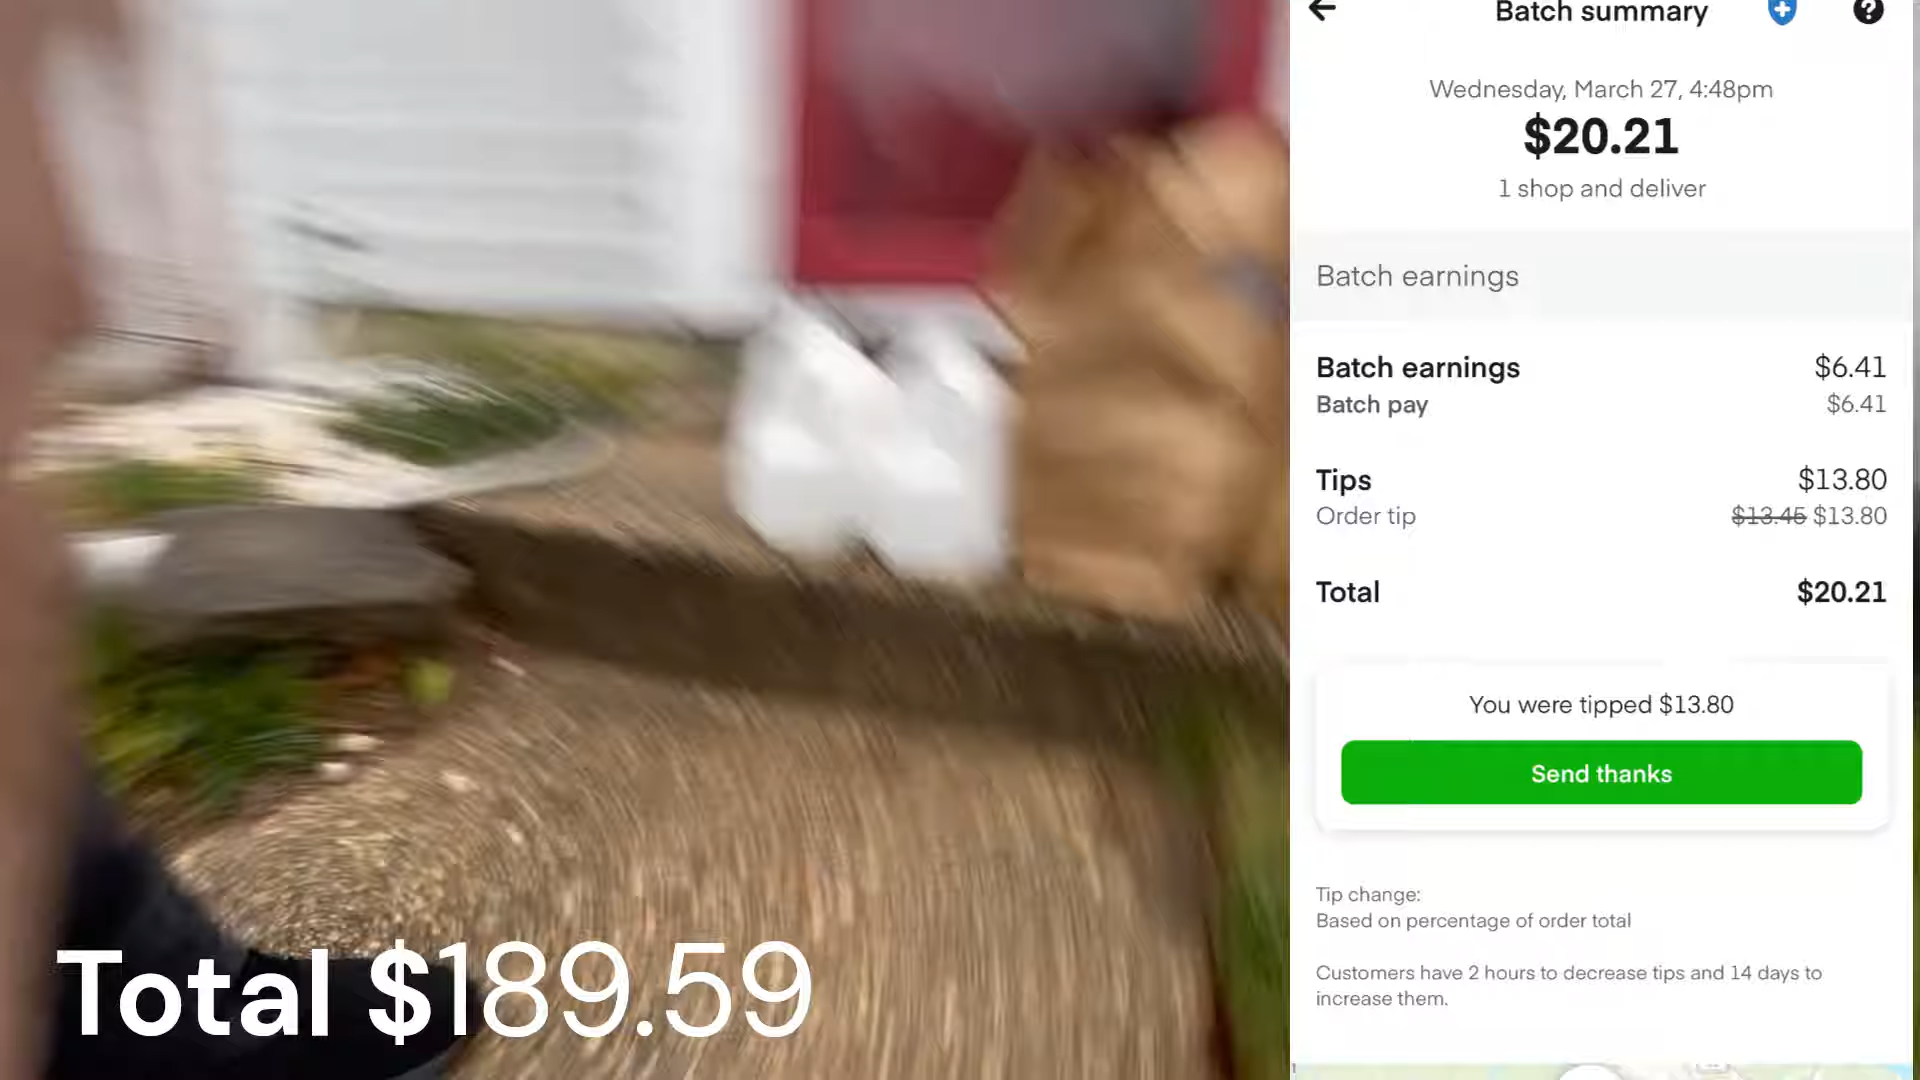 Batch summary
Wednesday, March 27, 4:48pm
$20.21
1 shop and deliver
Batch earnings
Batch earnings $6.41
Batch pay $6.41
Tips $13.80
Order tip $13.45 $13.80
Total $20.21
You were tipped $13.80
Send thanks
Tip change:
Based on percentage of order total
Customers have 2 hours to decrease tips and 14 days to
increase them.
Total $189.59